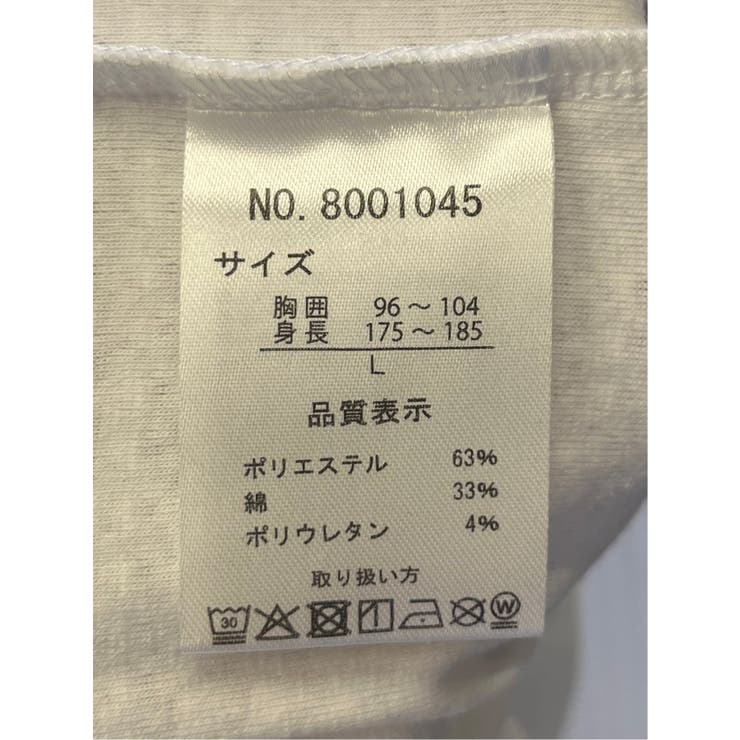 NO. 8001045
サイズ
胸囲 96～104
身長 175～185
L
品質表示
ポリエステル 63%
綿 33%
ポリウレタン 4%
取り扱い方
30 W